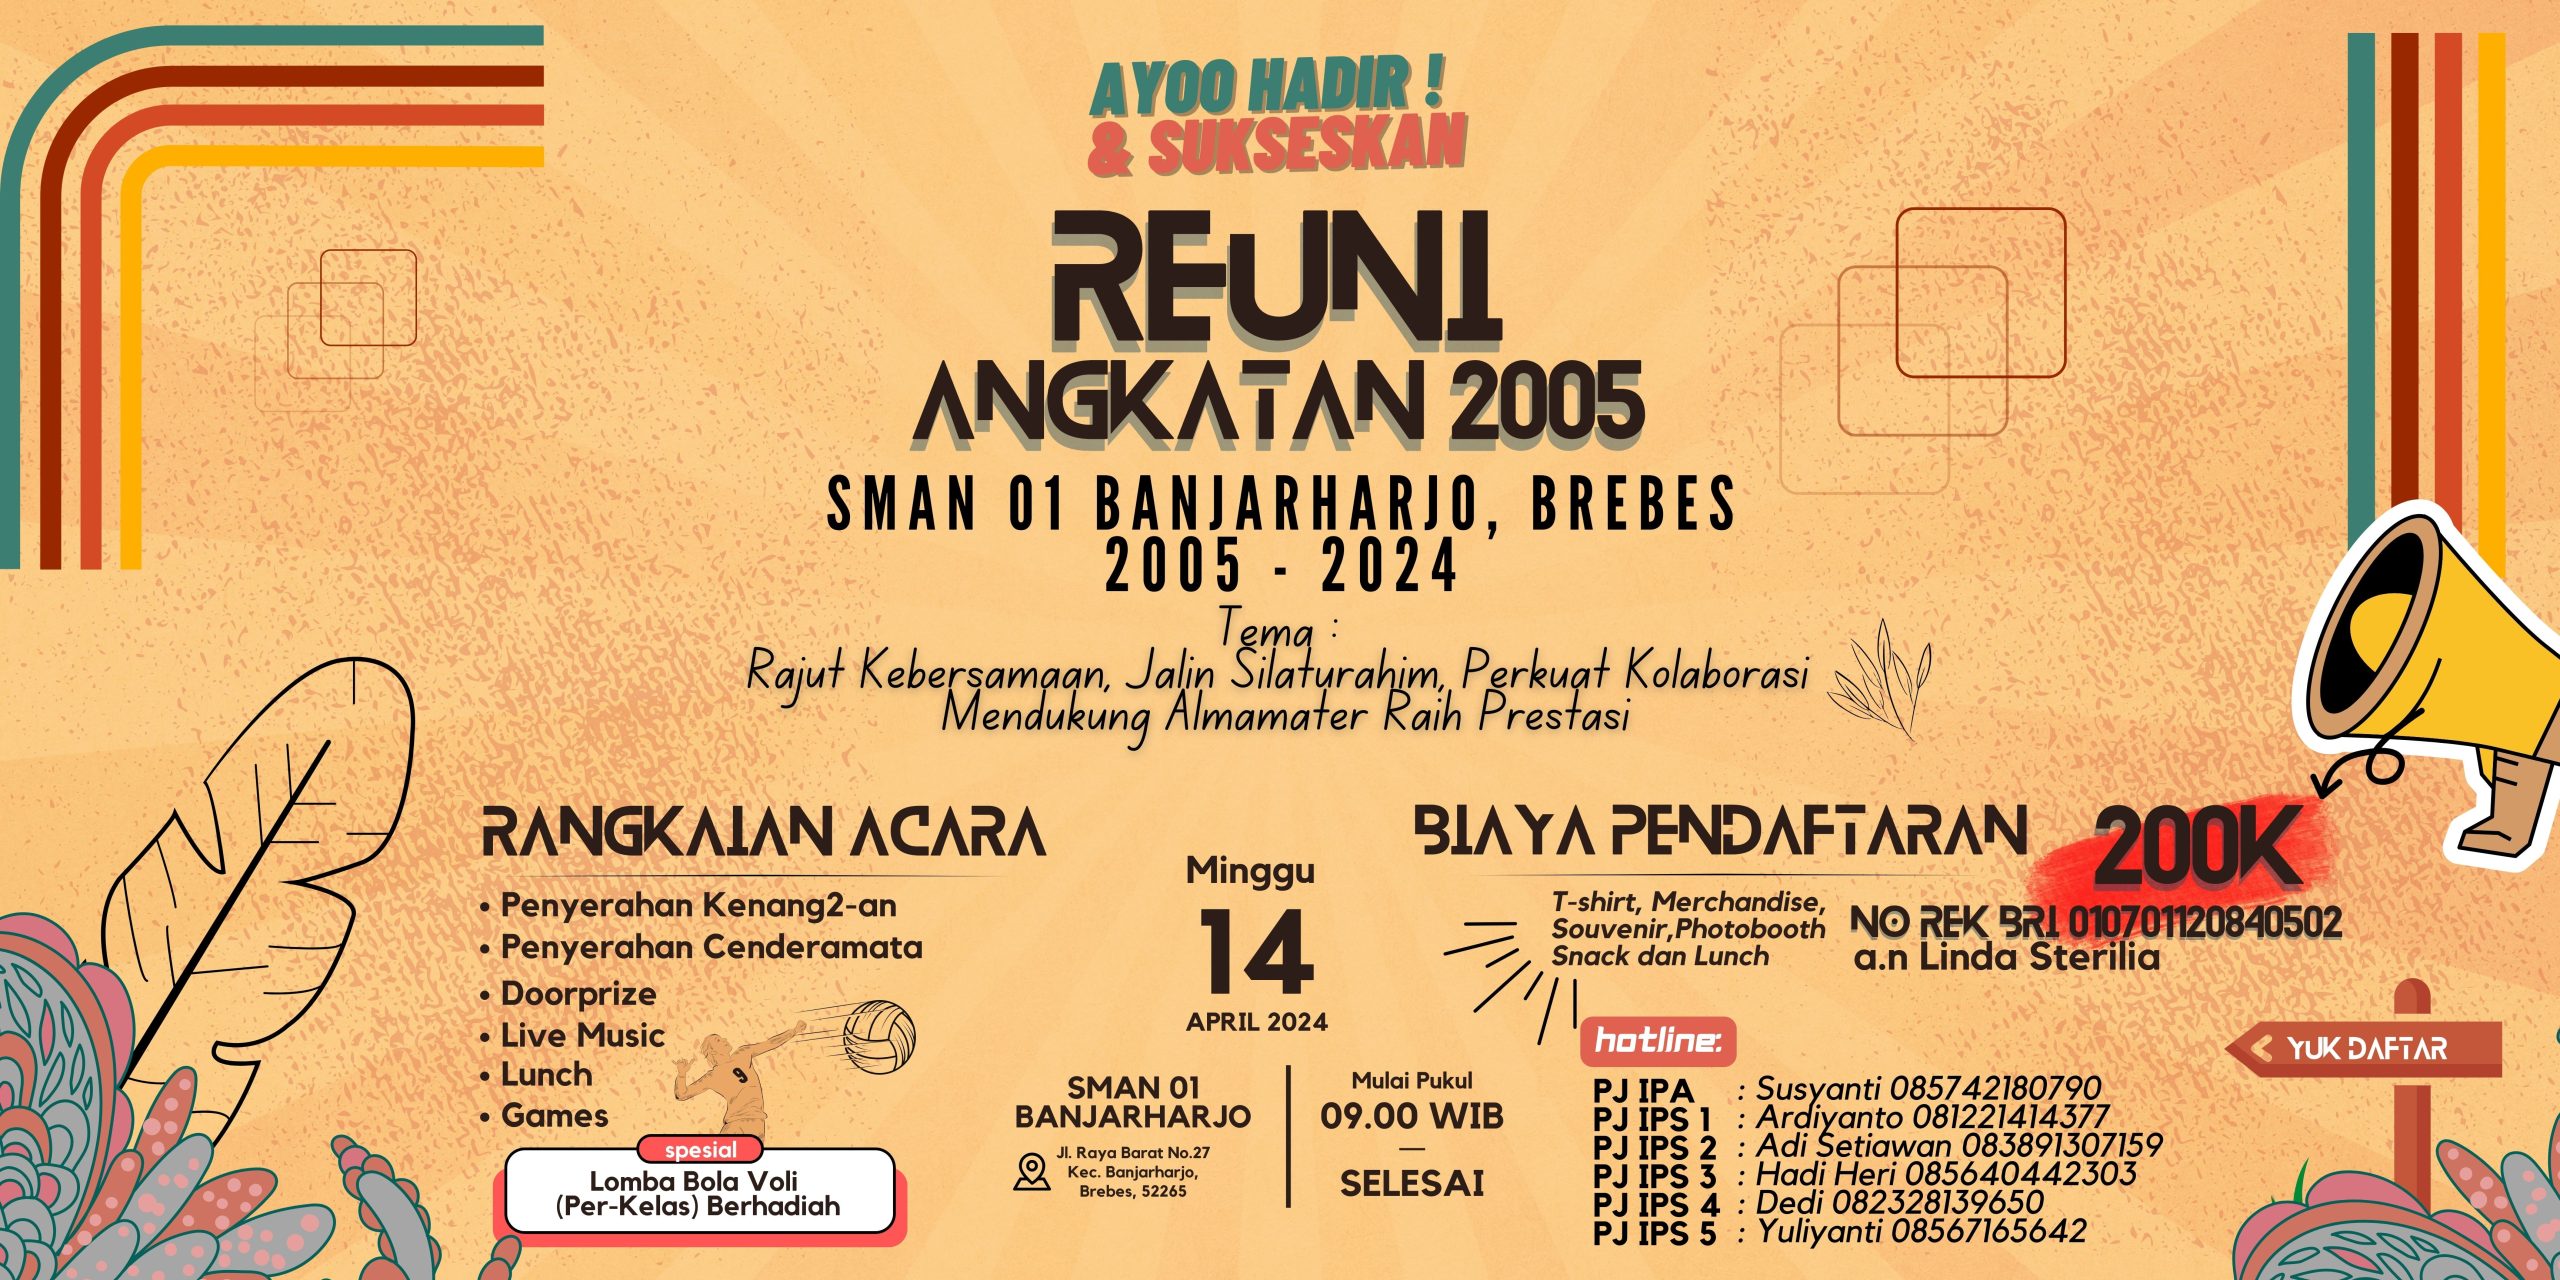 AYOO HADIR !
& SUKSESKAN
REUNI
ANGKATAN 2005
SMAN 01 BANJARHARJO, BREBES
2005 - 2024
Tema :
Rajut Kebersamaan, Jalin Silaturahim, Perkuat Kolaborasi
Mendukung Almamater Raih Prestasi
RANGKAIAN ACARA
• Penyerahan Kenang2-an
• Penyerahan Cenderamata
• Doorprize
• Live Music
• Lunch
• Games
9
spesial
Lomba Bola Voli
(Per-Kelas) Berhadiah
Minggu
14
APRIL 2024
SMAN 01
BANJARHARJO
Jl. Raya Barat No.27
Kec. Banjarharjo,
Brebes, 52265
Mulai Pukul
09.00 WIB
—
SELESAI
BIAYA PENDAFTARAN
200K
T-shirt, Merchandise,
Souvenir,Photobooth
Snack dan Lunch
NO REK BRI 010701120840502
a.n Linda Sterilia
hotline:
PJ IPA : Susyanti 085742180790
PJ IPS 1 : Ardiyanto 081221414377
PJ IPS 2 : Adi Setiawan 083891307159
PJ IPS 3 : Hadi Heri 085640442303
PJ IPS 4 : Dedi 082328139650
PJ IPS 5 : Yuliyanti 08567165642
YUK DAFTAR